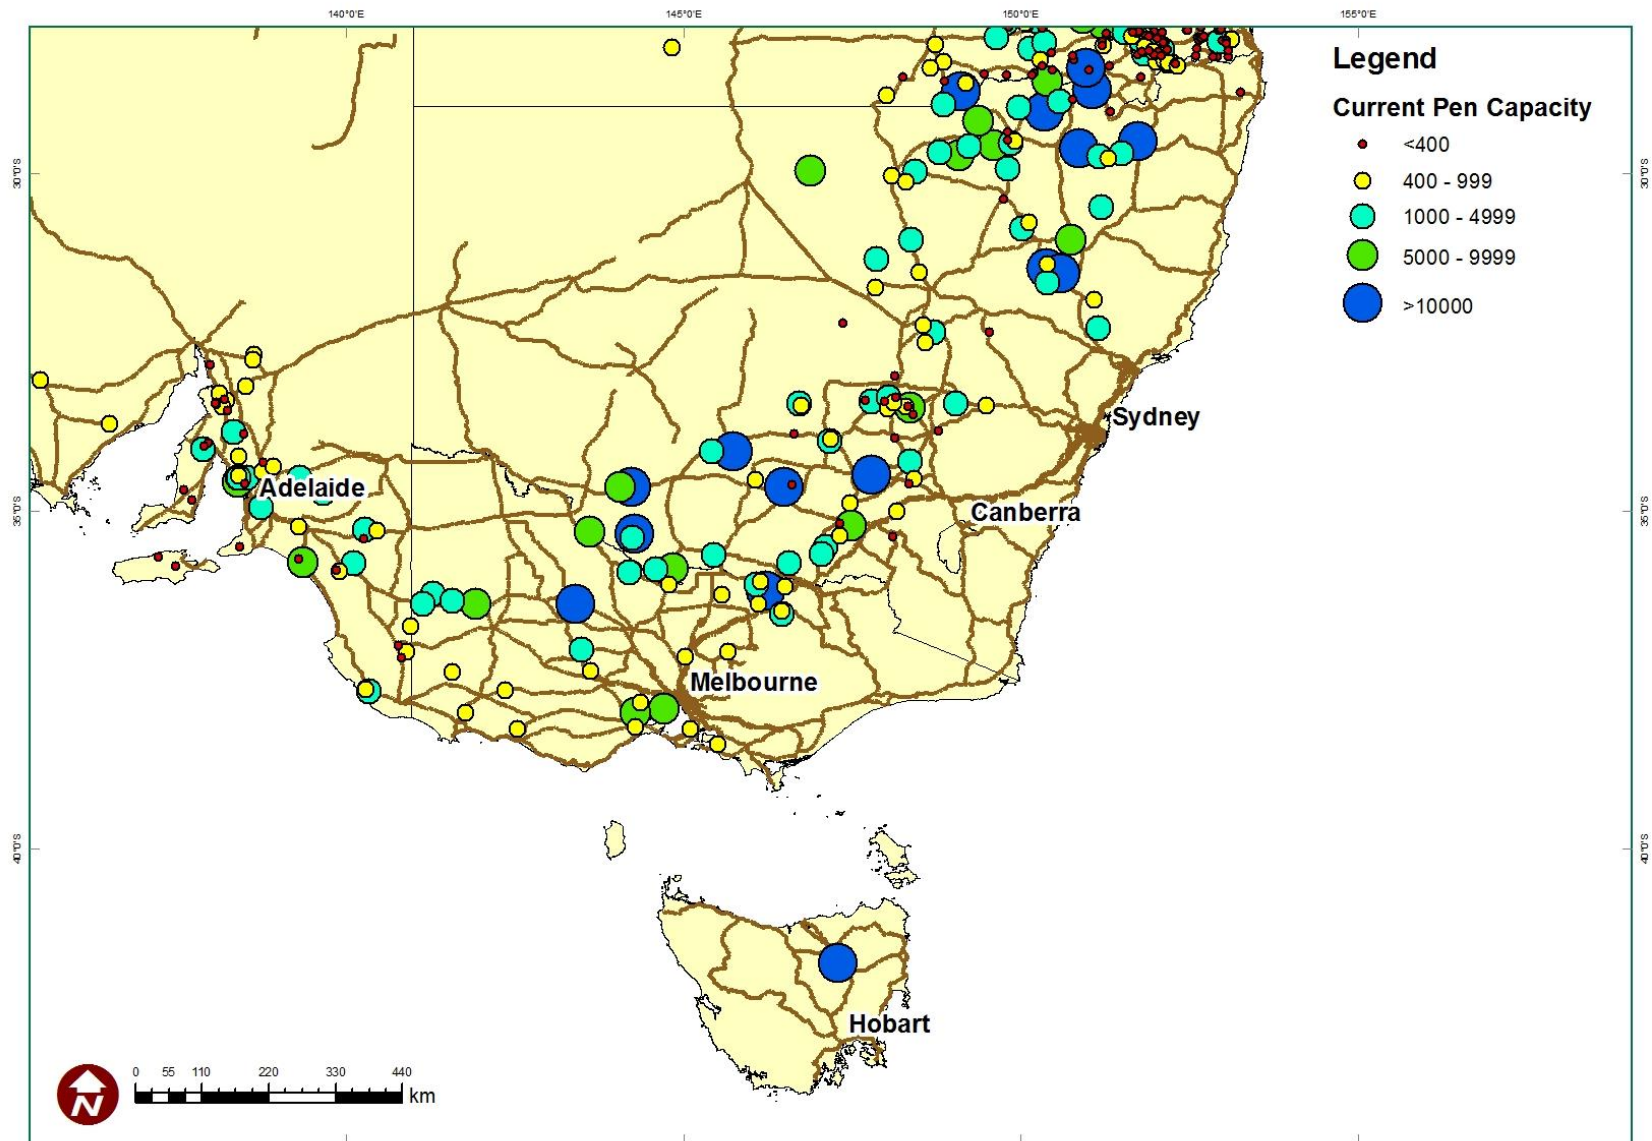 140°0'E 145°0'E 150°0'E 155°0'E
Legend
Current Pen Capacity
<400
400 - 999
1000 - 4999
5000 - 9999
>10000
30°0'S 30°0'S
Sydney
Adelaide
Canberra
35°0'S 35°0'S
Melbourne
40°0'S 40°0'S
Hobart
0 55 110 220 330 440
km
N